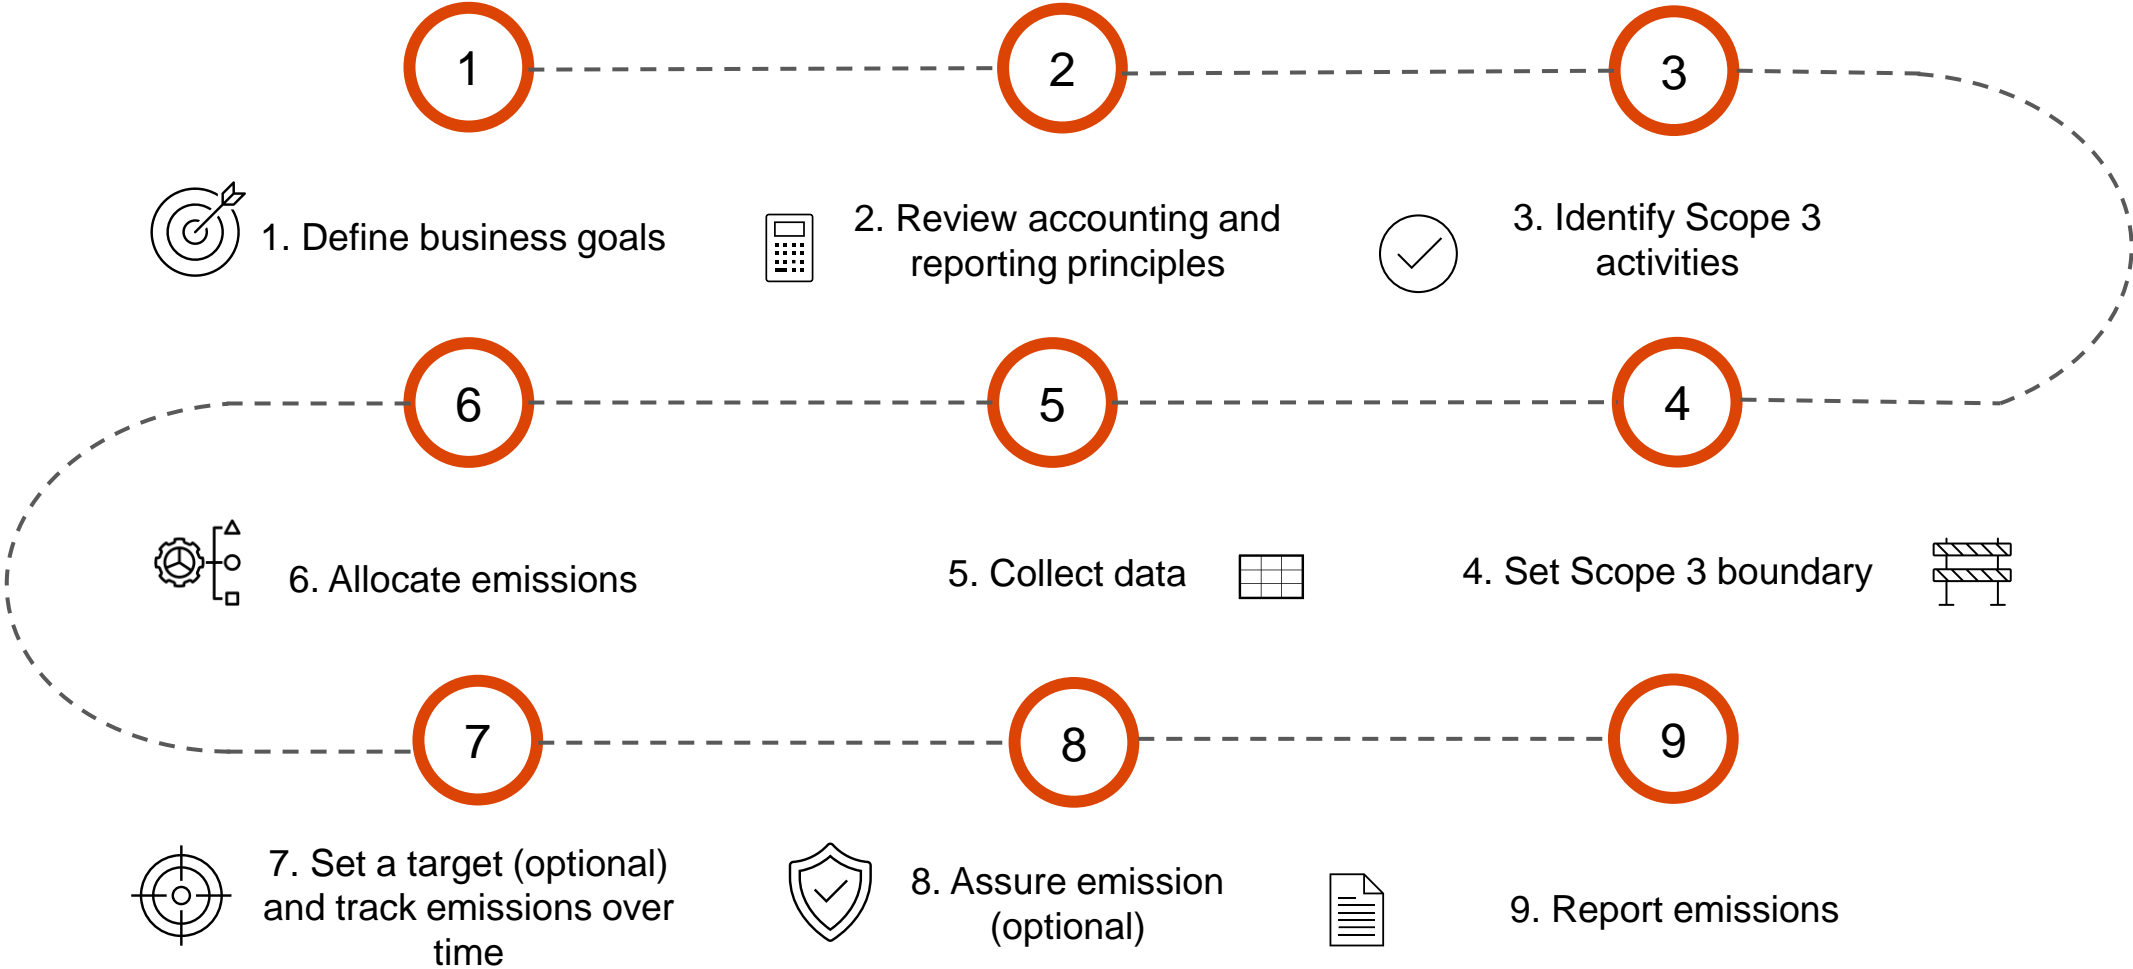 1
2
3
1. Define business goals
2. Review accounting and
reporting principles
3. Identify Scope 3
activities
6
5
4
6. Allocate emissions
5. Collect data
4. Set Scope 3 boundary
7
8
9
7. Set a target (optional)
and track emissions over
time
8. Assure emission
(optional)
9. Report emissions